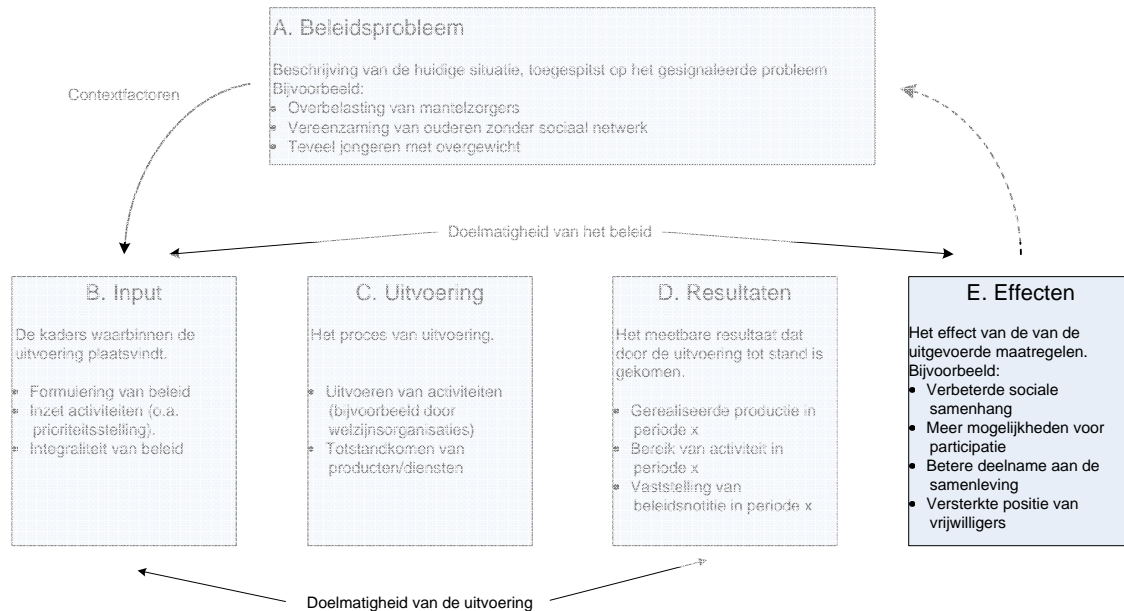 A. Beleidsprobleem
Beschrijving van de huidige situatie, toegespitst op het gesignaleerde probleem
Bijvoorbeeld:
• Overbelasting van mantelzorgers
• Vereenzaming van ouderen zonder sociaal netwerk
• Teveel jongeren met overgewicht
Contextfactoren
Doelmatigheid van het beleid
B. Input
De kaders waarbinnen de
uitvoering plaatsvindt.
• Formulering van beleid
• Inzet activiteiten (o.a.
prioriteitsstelling).
• Integraliteit van beleid
C. Uitvoering
Het proces van uitvoering.
• Uitvoeren van activiteiten
(bijvoorbeeld door
welzijnsorganisaties)
• Totstandkomen van
producten/diensten
D. Resultaten
Het meetbare resultaat dat
door de uitvoering tot stand is
gekomen.
• Gerealiseerde productie in
periode x
• Bereik van activiteit in
periode x
• Vaststelling van
beleidsnotitie in periode x
E. Effecten
Het effect van de van de
uitgevoerde maatregelen.
Bijvoorbeeld:
• Verbeterde sociale
samenhang
• Meer mogelijkheden voor
participatie
• Betere deelname aan de
samenleving
• Versterkte positie van
vrijwilligers
Doelmatigheid van de uitvoering